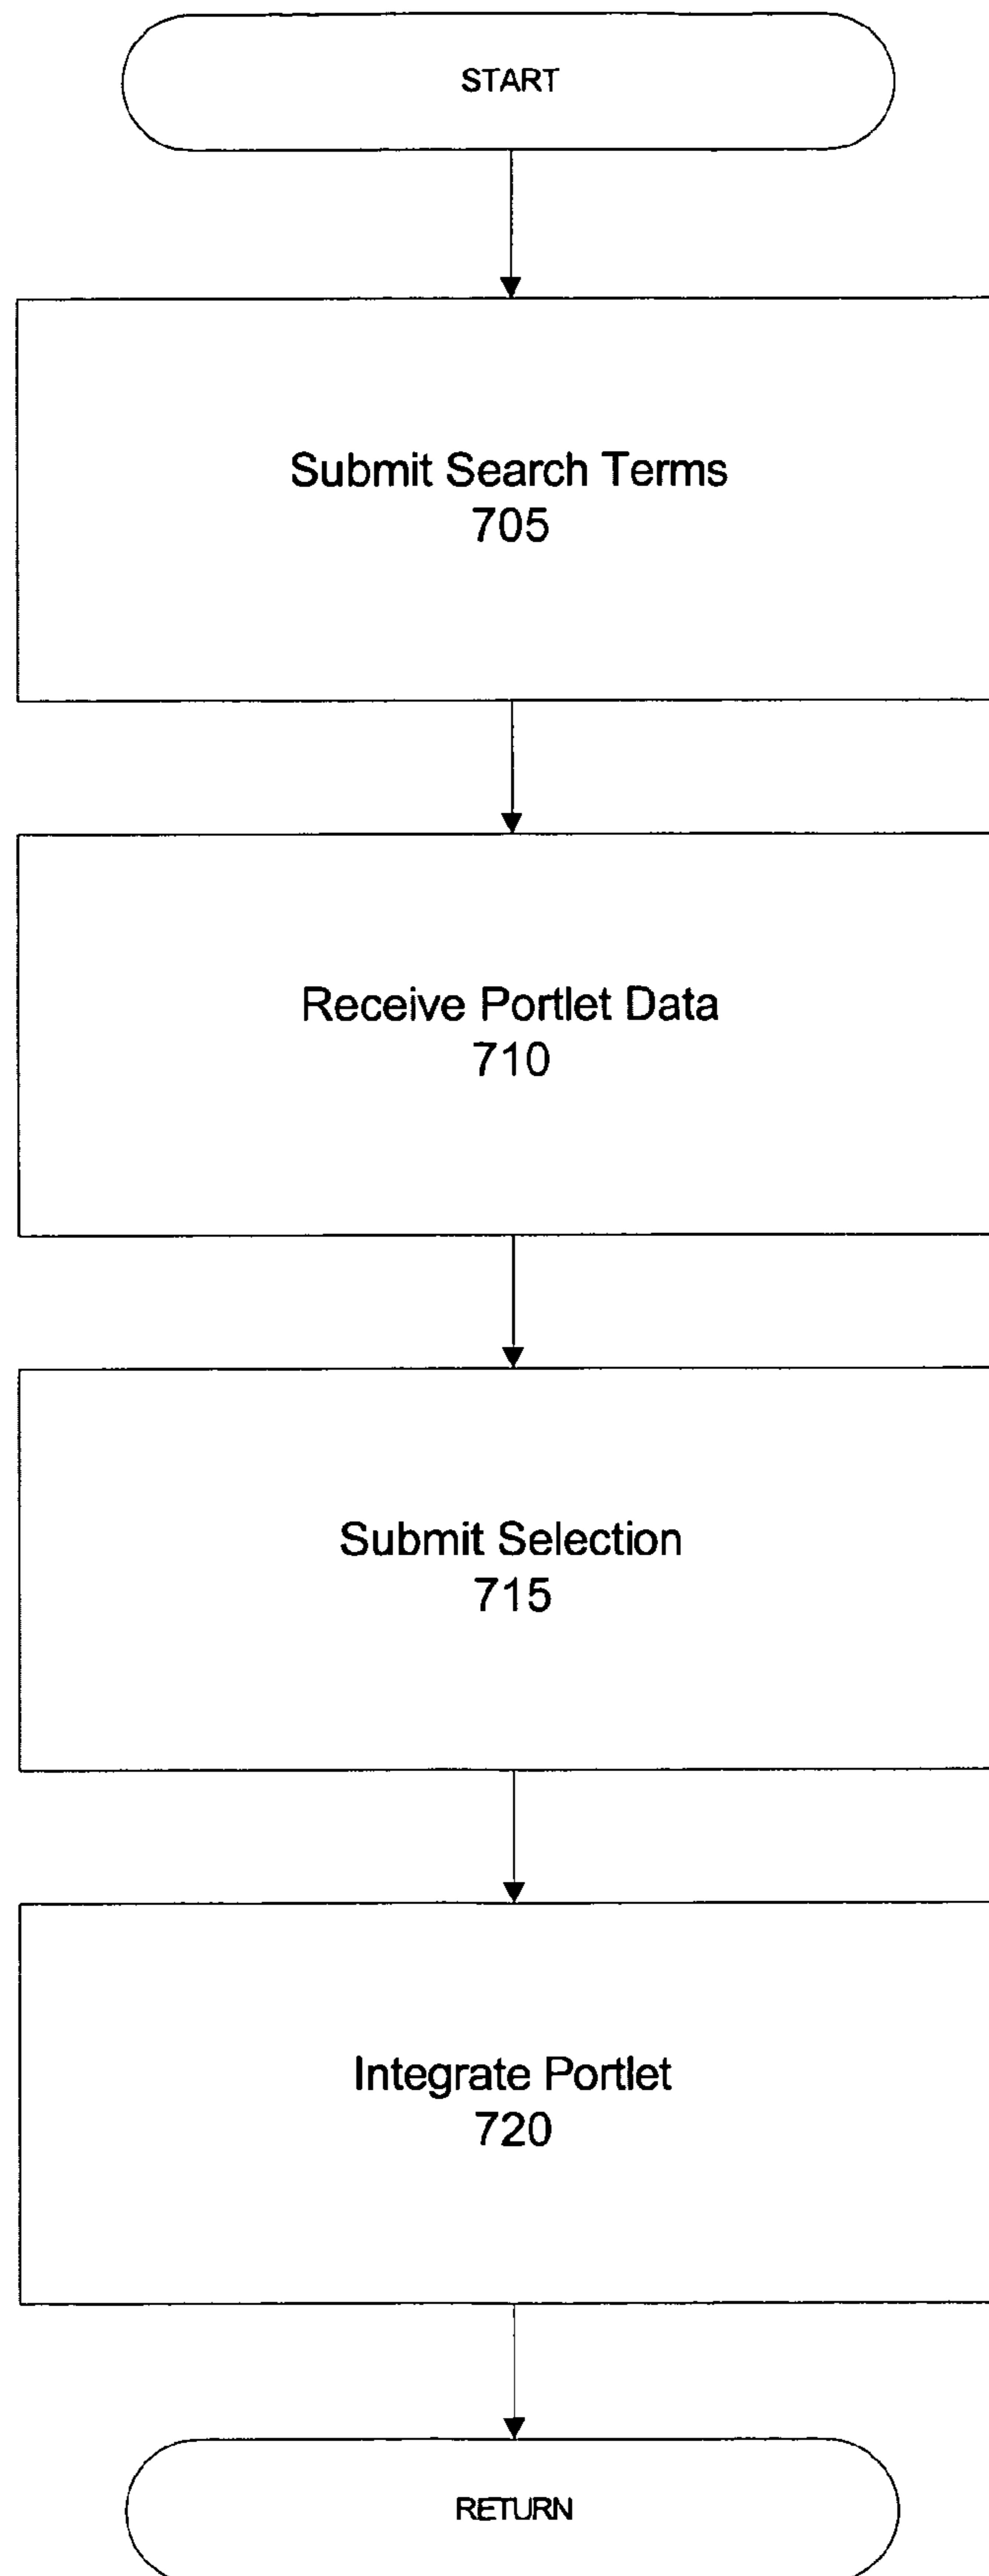 START
Submit Search Terms
705
Receive Portlet Data
710
Submit Selection
715
Integrate Portlet
720
RETURN